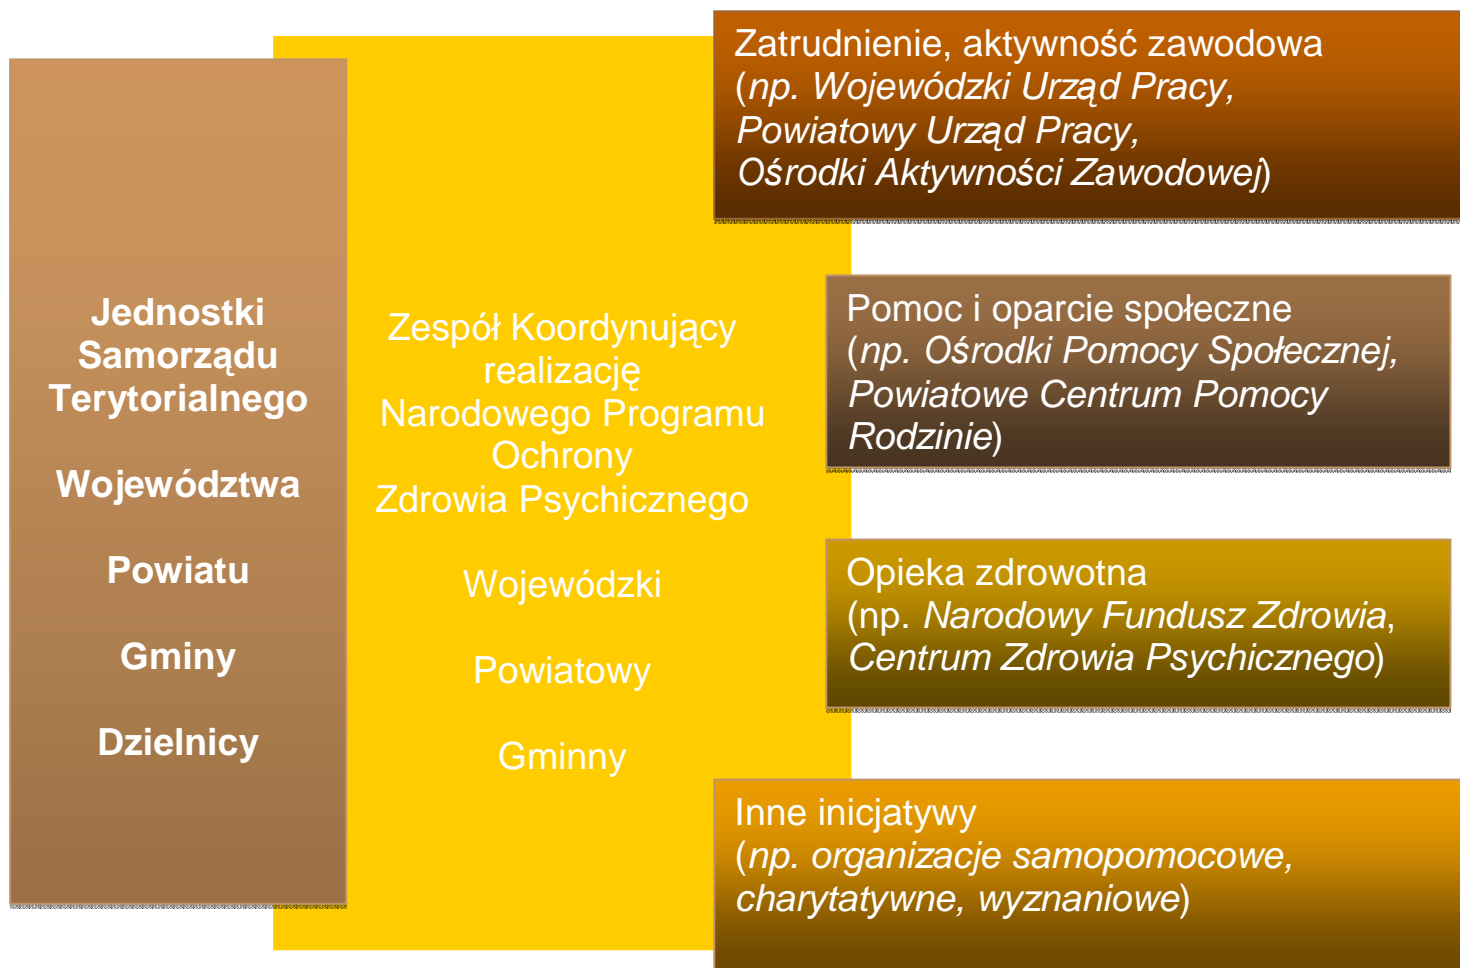 Jednostki
Samorządu
Terytorialnego
Województwa
Powiatu
Gminy
Dzielnicy
Zespół Koordynujący
realizację
Narodowego Programu
Ochrony
Zdrowia Psychicznego
Wojewódzki
Powiatowy
Gminny
Zatrudnienie, aktywność zawodowa
(np. Wojewódzki Urząd Pracy,
Powiatowy Urząd Pracy,
Ośrodki Aktywności Zawodowej)
Pomoc i oparcie społeczne
(np. Ośrodki Pomocy Społecznej,
Powiatowe Centrum Pomocy
Rodzinie)
Opieka zdrowotna
(np. Narodowy Fundusz Zdrowia,
Centrum Zdrowia Psychicznego)
Inne inicjatywy
(np. organizacje samopomocowe,
charytatywne, wyznaniowe)